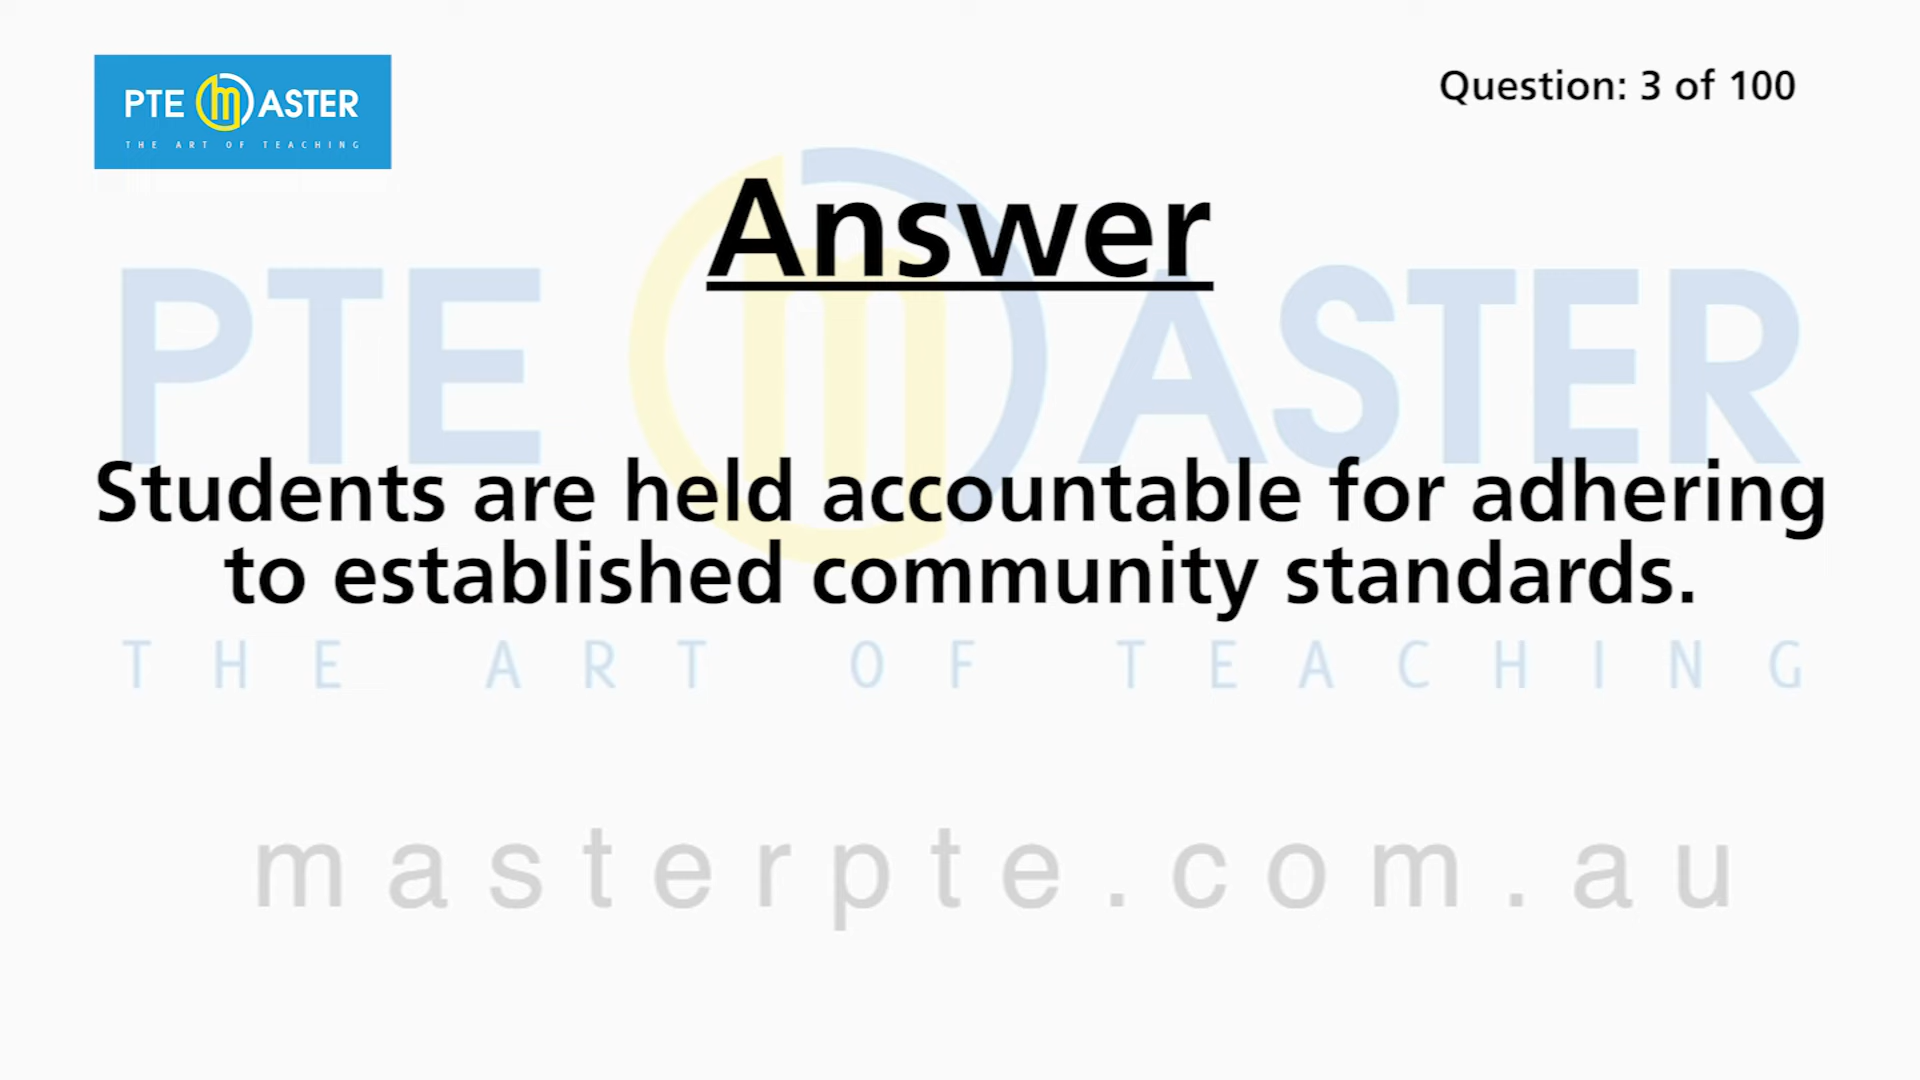 PTE MASTER
THE ART OF TEACHING
Question: 3 of 100
Answer
PTE MASTER
Students are held accountable for adhering
to established community standards.
THE ART OF TEACHING
masterpte.com.au